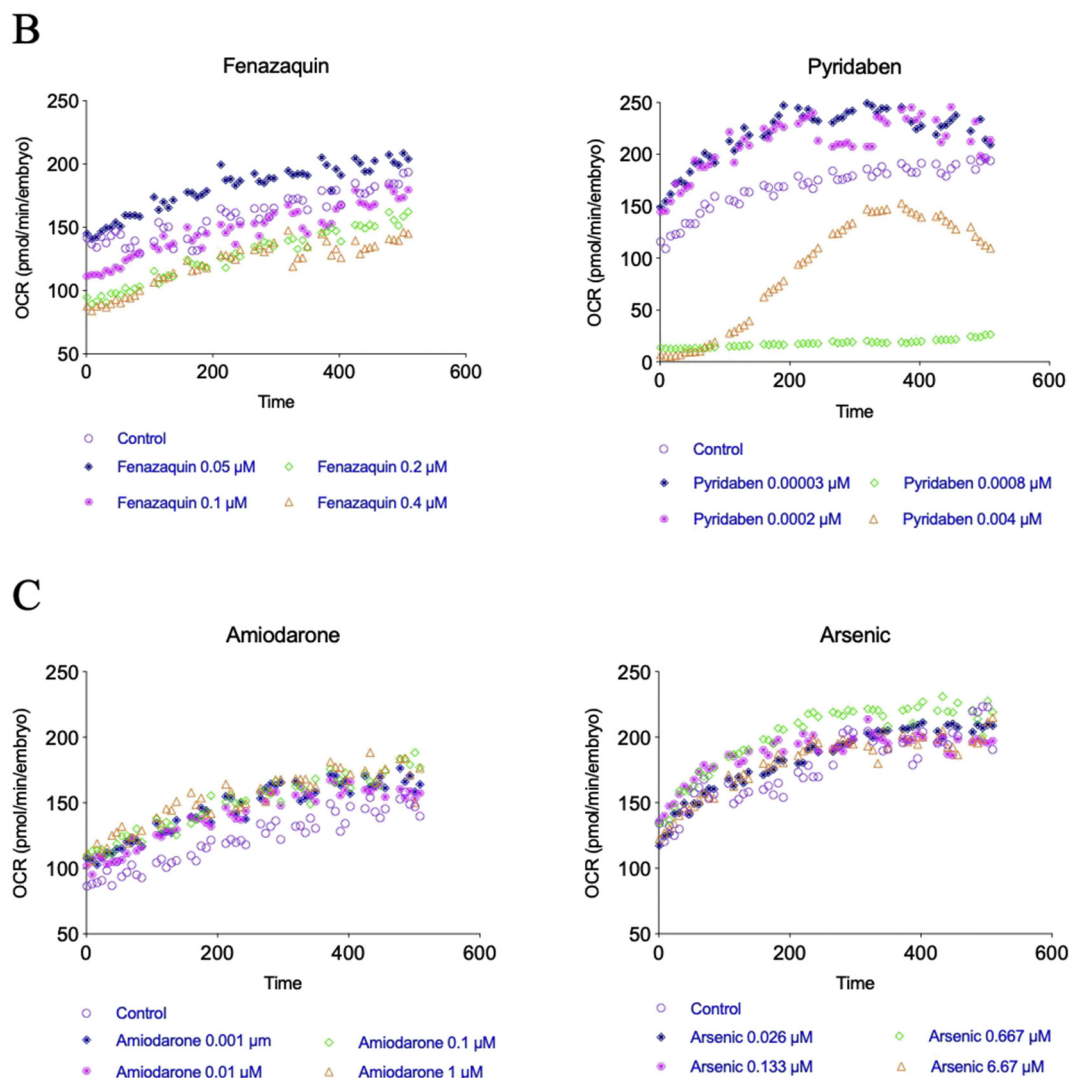 B
Fenazaquin
Pyridaben
250
200
150
100
50
0 200 400 600
OCR (pmol/min/embryo)
Time
250
200
150
100
50
0
0 200 400 600
OCR (pmol/min/embryo)
Time
Control
Fenazaquin 0.05 µM Fenazaquin 0.2 µM
Fenazaquin 0.1 µM Fenazaquin 0.4 µM
Control
Pyridaben 0.00003 µM Pyridaben 0.0008 µM
Pyridaben 0.0002 µM Pyridaben 0.004 µM
C
Amiodarone
Arsenic
250
200
150
100
50
0 200 400 600
OCR (pmol/min/embryo)
Time
250
200
150
100
50
0 200 400 600
OCR (pmol/min/embryo)
Time
Control
Amiodarone 0.001 µm Amiodarone 0.1 µM
Amiodarone 0.01 µM Amiodarone 1 µM
Control
Arsenic 0.026 µM Arsenic 0.667 µM
Arsenic 0.133 µM Arsenic 6.67 µM